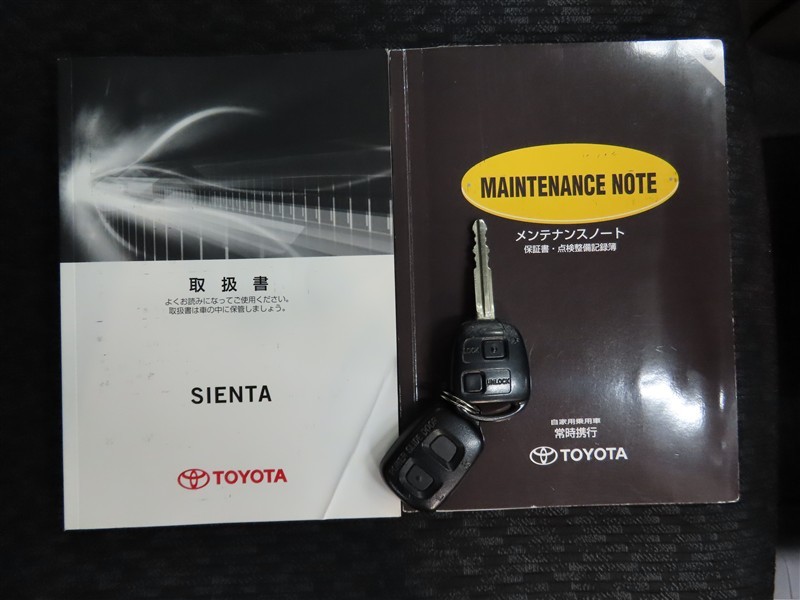 取扱書
よくお読みになってご使用ください。
取扱書は車の中に保管しましょう。
SIENTA
TOYOTA
MAINTENANCE NOTE
メンテナンスノート
保証書・点検整備記録簿
UNLOCK
自家用乗用車
常時携行
TOYOTA